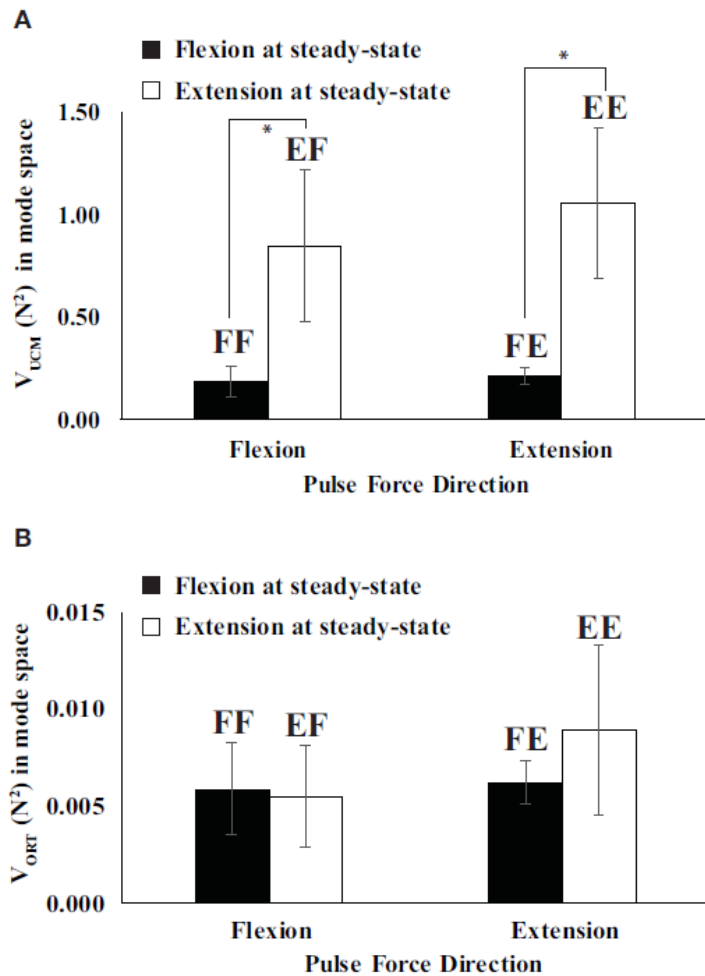 A
Flexion at steady-state
Extension at steady-state
V_UCM (N²) in mode space
1.50
1.00
0.50
0.00
*
*
FF
EF
FE
EE
Flexion
Extension
Pulse Force Direction
B
Flexion at steady-state
Extension at steady-state
V_ORT (N²) in mode space
0.015
0.010
0.005
0.000
FF
EF
FE
EE
Flexion
Extension
Pulse Force Direction